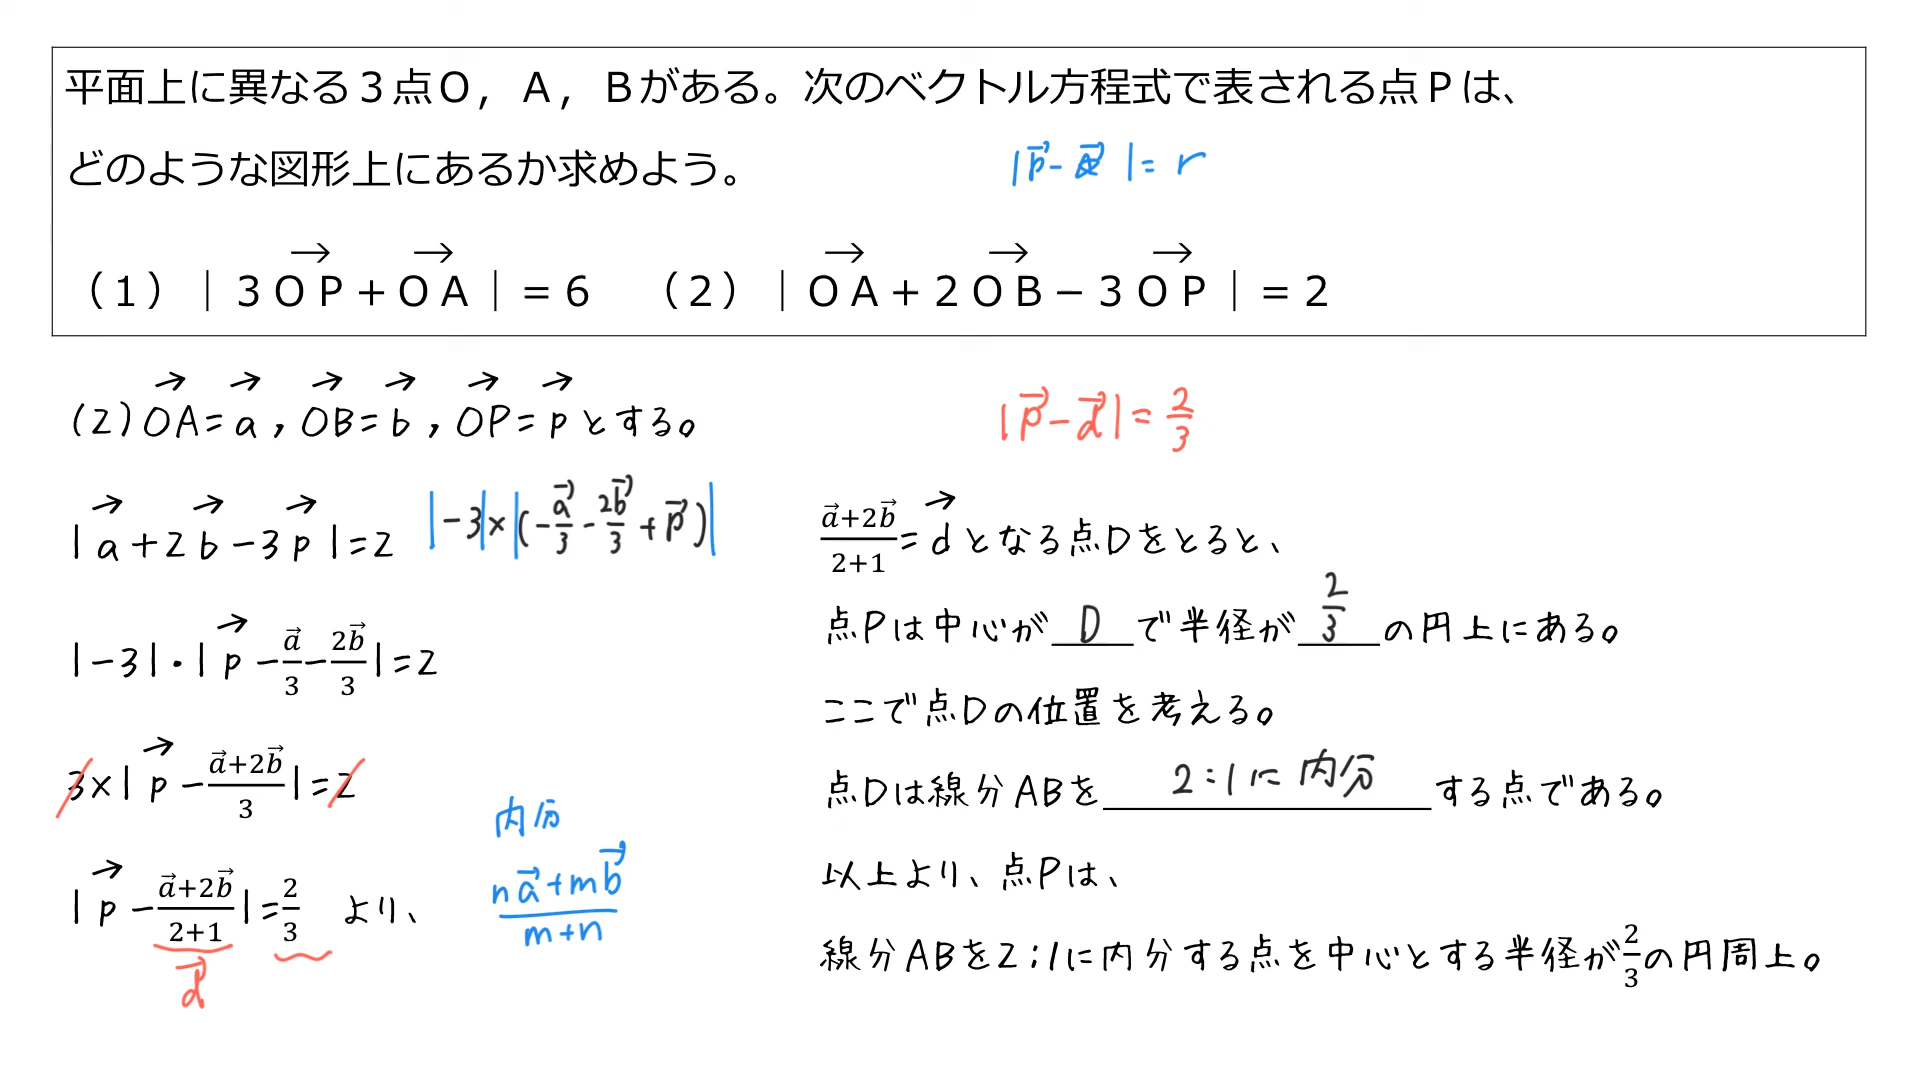 平面上に異なる３点Ｏ，Ａ，Ｂがある。次のベクトル方程式で表される点Ｐは、
どのような図形上にあるか求めよう。
|p⃗-a⃗|=r
（１）｜３O͞P⃗＋OA⃗｜＝６　（２）｜OA⃗＋２OB⃗－３OP⃗｜＝２
(2)OA⃗=a⃗,OB⃗=b⃗,OP⃗=p⃗とする。
|a⃗+2b⃗-3p⃗|=2
|-3|×|(-a⃗/3-2b⃗/3+p⃗)|
|-3|・|p⃗-a⃗/3-2b⃗/3|=2
3×|p⃗-(a⃗+2b⃗)/3|=2
|p⃗-(a⃗+2b⃗)/(2+1)|=2/3 より、
d⃗
内分
(na⃗+mb⃗)/(m+n)
|p⃗-d⃗|=2/3
(a⃗+2b⃗)/(2+1)=d⃗となる点Dをとると、
点Pは中心がDで半径が2/3の円上にある。
ここで点Dの位置を考える。
点Dは線分ABを2:1に内分する点である。
以上より、点Pは、
線分ABを2:1に内分する点を中心とする半径が2/3の円周上。